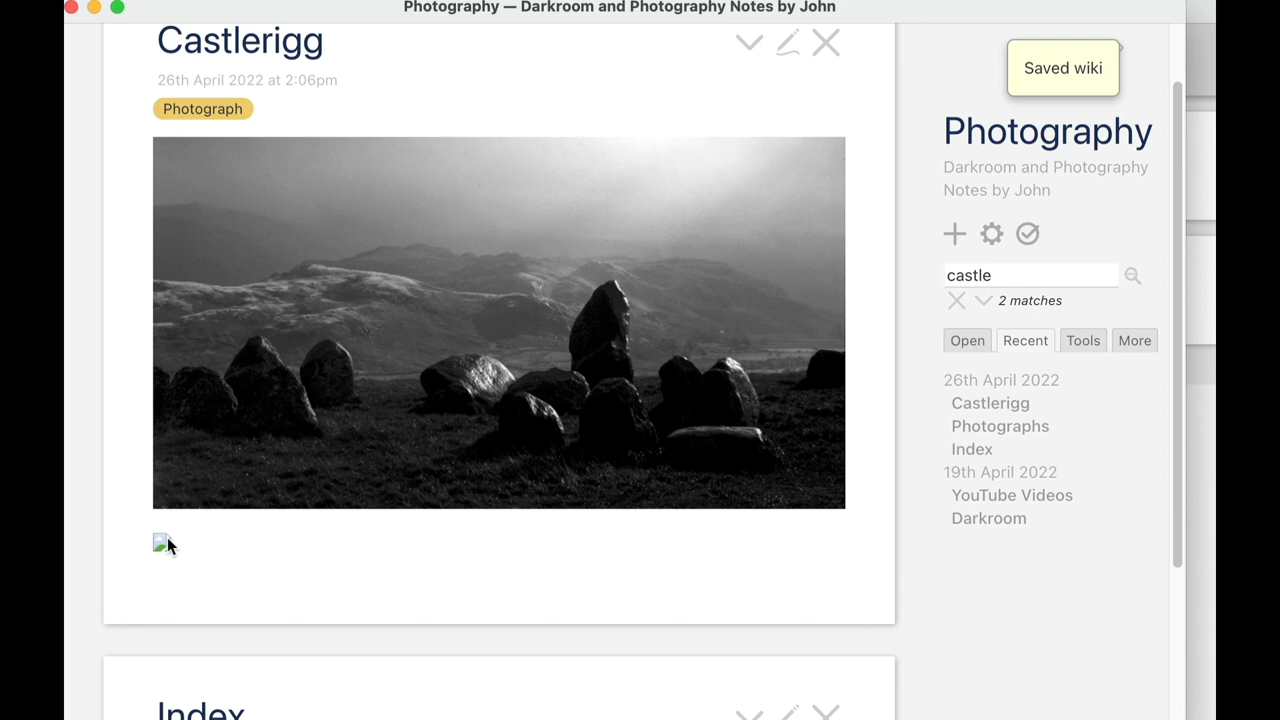 Photography — Darkroom and Photography Notes by John
Castlerigg
26th April 2022 at 2:06pm
Photograph
Index
Saved wiki
Photography
Darkroom and Photography
Notes by John
castle
2 matches
Open Recent Tools More
26th April 2022
Castlerigg
Photographs
Index
19th April 2022
YouTube Videos
Darkroom